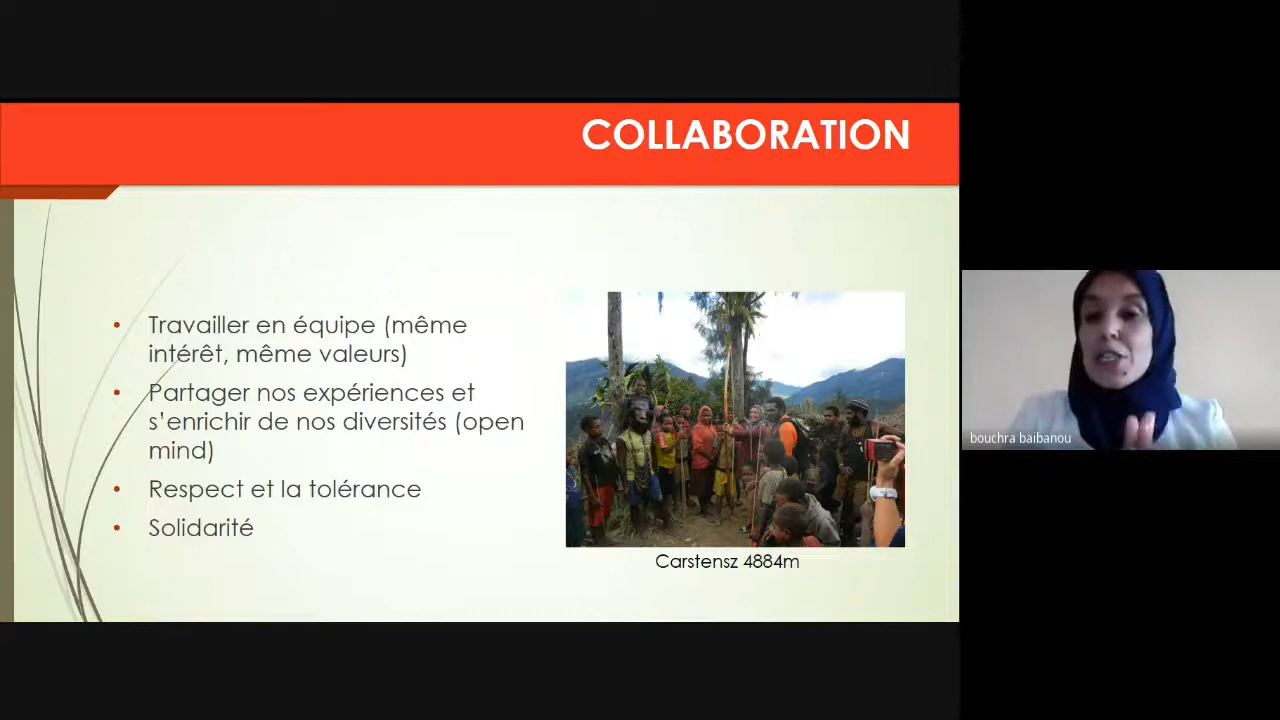 COLLABORATION
• Travailler en équipe (même
intérêt, même valeurs)
• Partager nos expériences et
s'enrichir de nos diversités (open
mind)
• Respect et la tolérance
• Solidarité
Carstensz 4884m
bouchra baibanou